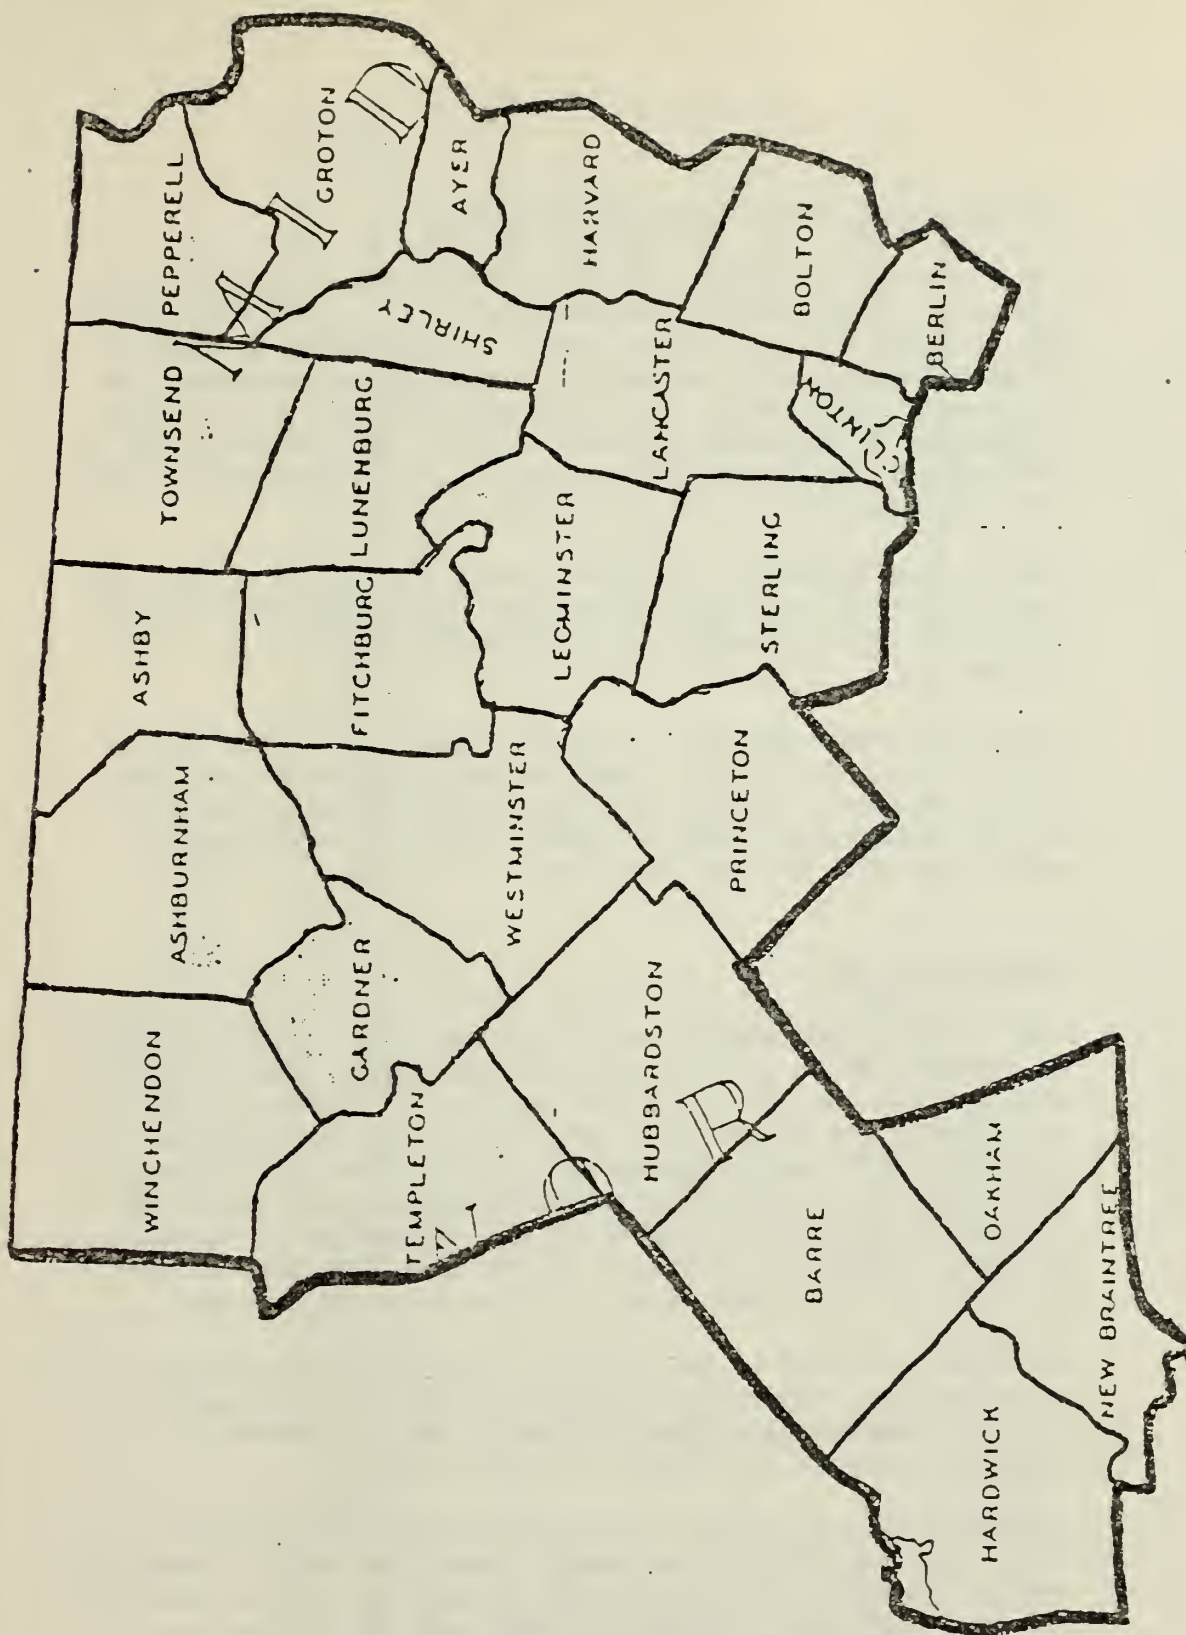 WINCHENDON
ASHBURNHAM
ASHBY
TOWNSEND
PEPPERELL
GROTON
AYER
SHIRLEY
LUNENBURG
FITCHBURG
GARDNER
TEMPLETON
WESTMINSTER
LEOMINSTER
LANCASTER
HARVARD
BOLTON
BERLIN
CLINTON
STERLING
PRINCETON
HUBBARDSTON
BARRE
OAKHAM
NEW BRAINTREE
HARDWICK